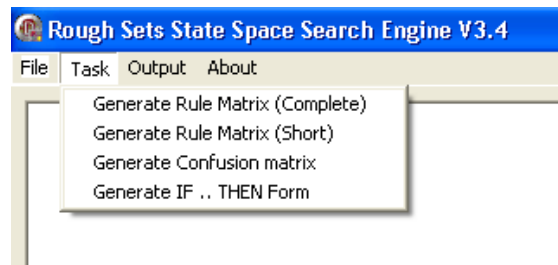 Rough Sets State Space Search Engine V3.4
File Task Output About
Generate Rule Matrix (Complete)
Generate Rule Matrix (Short)
Generate Confusion matrix
Generate IF .. THEN Form